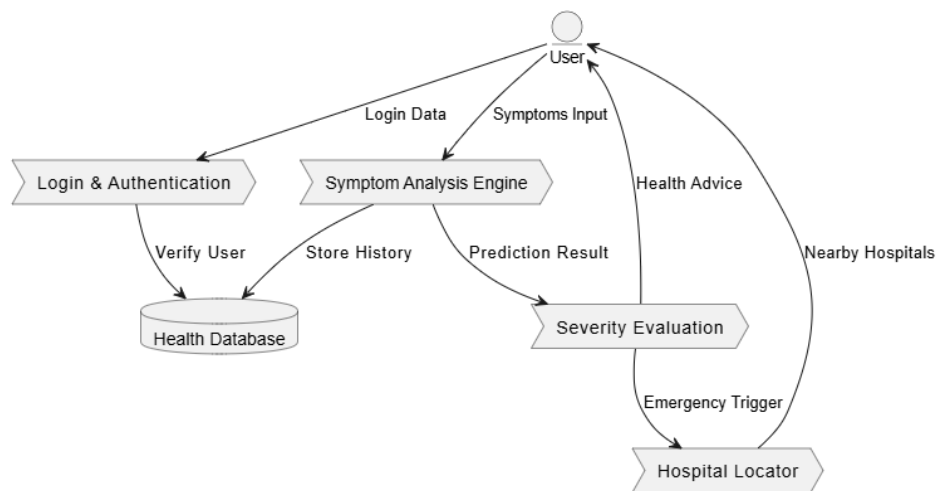 User
Login Data
Symptoms Input
Login & Authentication
Symptom Analysis Engine
Health Advice
Verify User
Store History
Prediction Result
Nearby Hospitals
Health Database
Severity Evaluation
Emergency Trigger
Hospital Locator